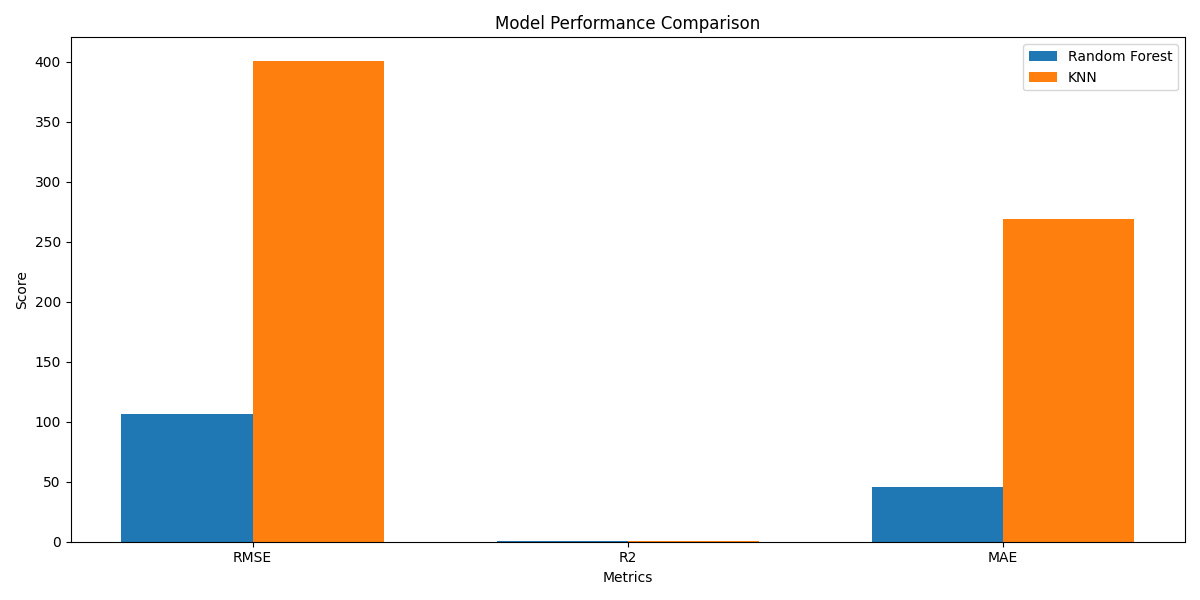 Model Performance Comparison
Random Forest
KNN
Score
400
350
300
250
200
150
100
50
0
RMSE
R2
MAE
Metrics